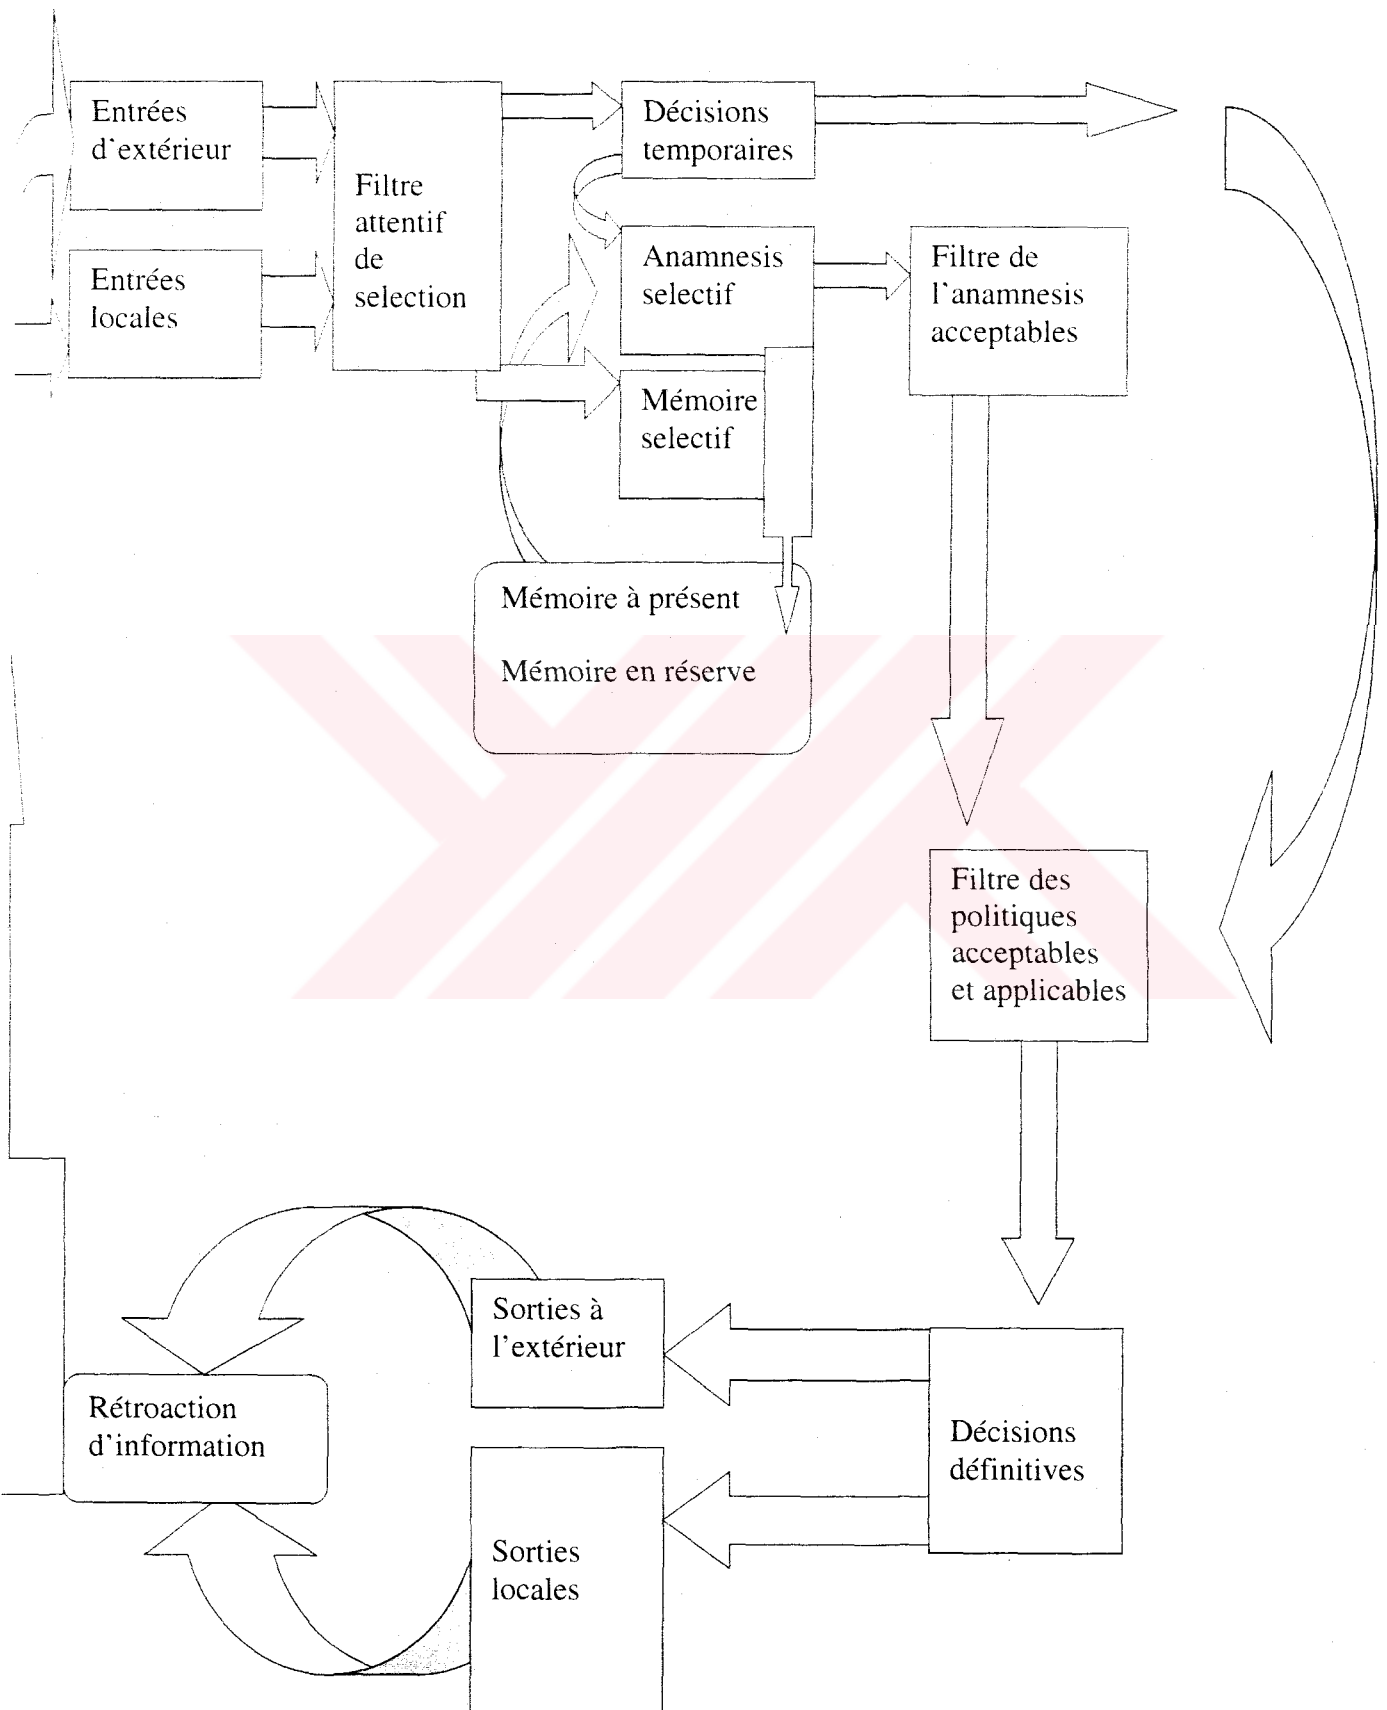 Entrées
d'extérieur
Entrées
locales
Filtre
attentif
de
selection
Décisions
temporaires
Anamnesis
selectif
Filtre de
l'anamnesis
acceptables
Mémoire
selectif
Mémoire à présent
Mémoire en réserve
Filtre des
politiques
acceptables
et applicables
Sorties à
l'extérieur
Rétroaction
d'information
Décisions
définitives
Sorties
locales